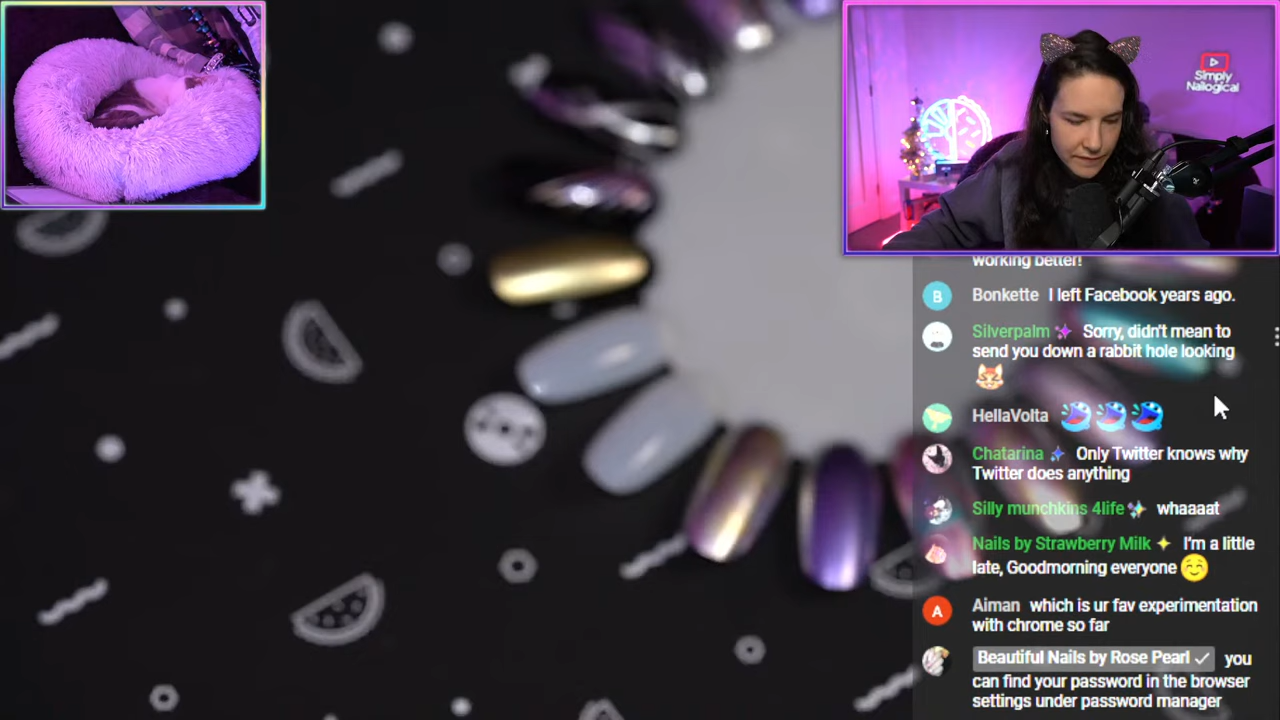 Simply
Nailogical
working better!
Bonkette I left Facebook years ago.
Silverpalm Sorry, didn't mean to
send you down a rabbit hole looking
B
HellaVolta
Chatarina Only Twitter knows why
Twitter does anything
Silly munchkins 4life whaaaat
Nails by Strawberry Milk I'm a little
late, Goodmorning everyone
A
Aiman which is ur fav experimentation
with chrome so far
Beautiful Nails by Rose Pearl ✓ you
can find your password in the browser
settings under password manager